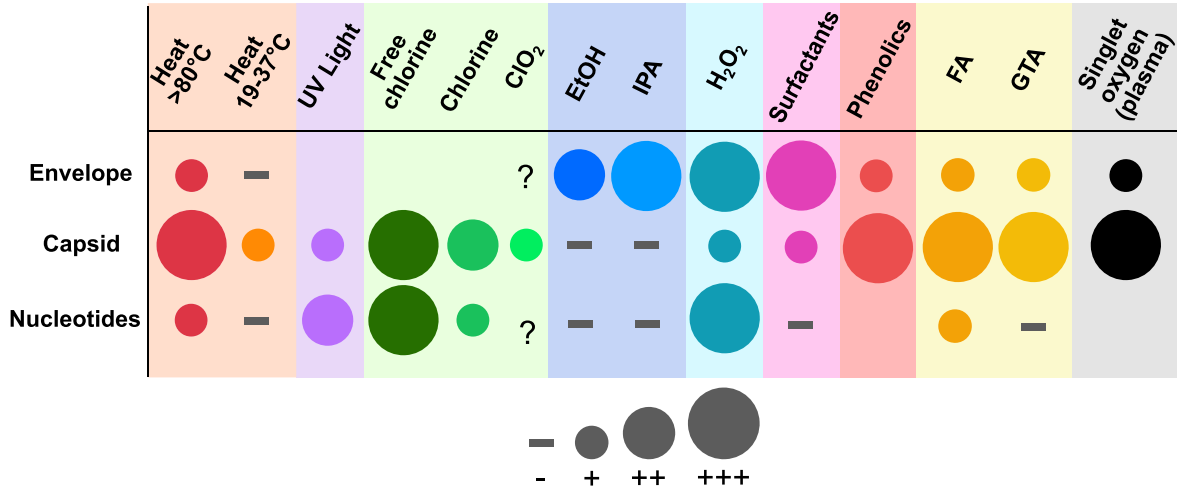 Heat
>80°C
Heat
19-37°C
UV Light
Free
chlorine
Chlorine
ClO₂
EtOH
IPA
H₂O₂
Surfactants
Phenolics
FA
GTA
Singlet
oxygen
(plasma)
Envelope
?
Capsid
Nucleotides
?
- + ++ +++